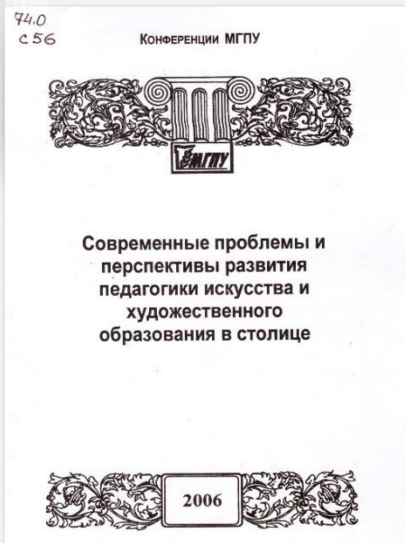 74.0
с56
Конференции МГПУ
МГПУ
Современные проблемы и
перспективы развития
педагогики искусства и
художественного
образования в столице
2006